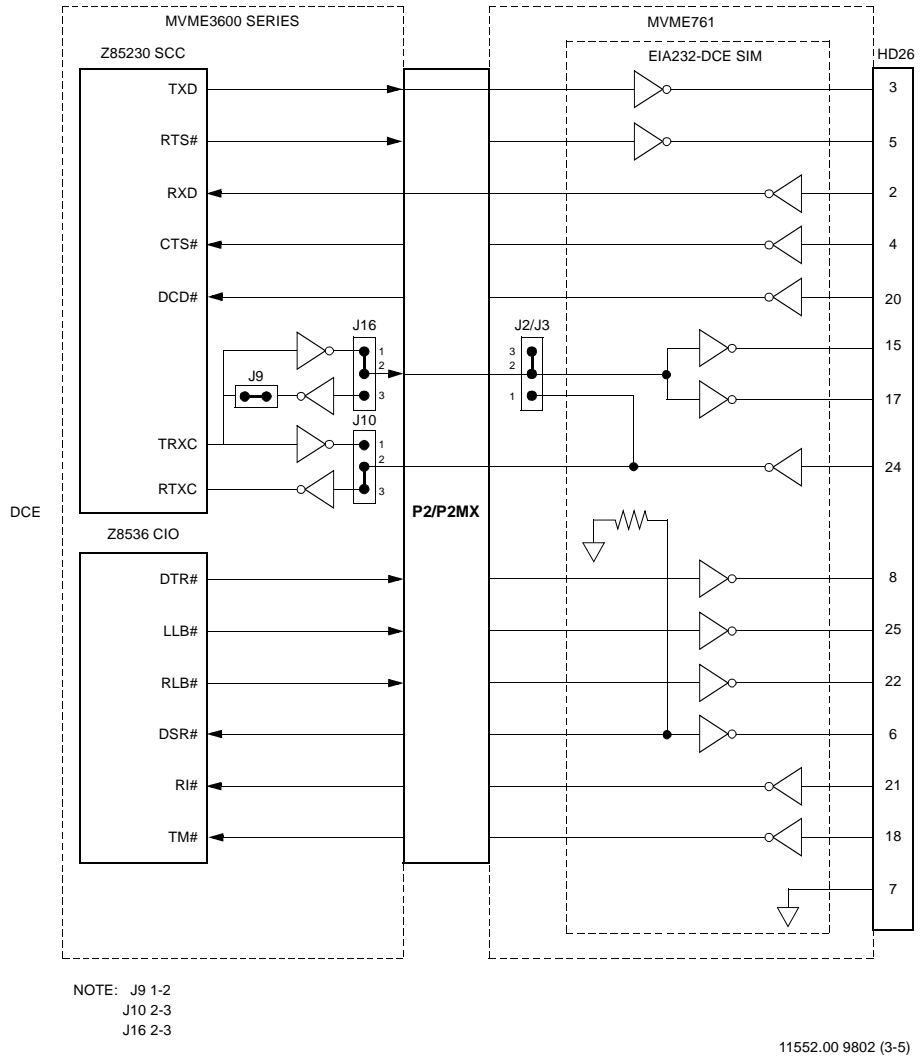 MVME3600 SERIES
MVME761
Z85230 SCC
EIA232-DCE SIM
HD26
TXD
3
RTS#
5
RXD
2
CTS#
4
DCD#
20
J16
J2/J3
1
2
3
3
2
1
15
J9
17
J10
TRXC
1
2
3
24
RTXC
DCE
P2/P2MX
Z8536 CIO
DTR#
8
LLB#
25
RLB#
22
DSR#
6
RI#
21
TM#
18
7
NOTE: J9 1-2
J10 2-3
J16 2-3
11552.00 9802 (3-5)